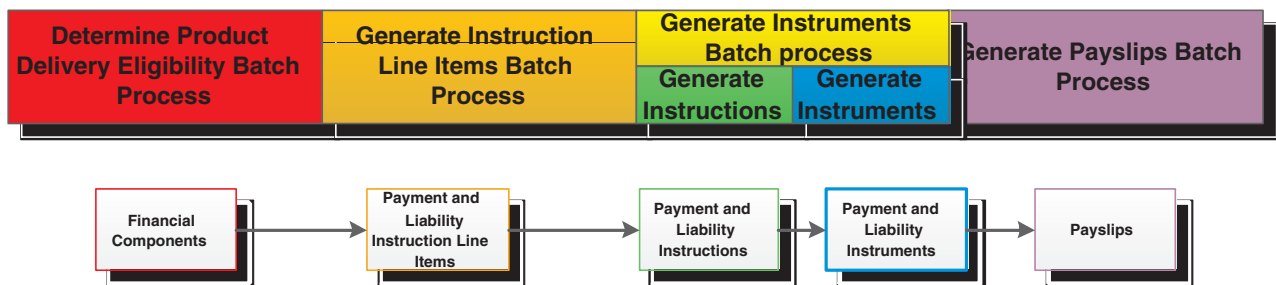 Determine Product
Delivery Eligibility Batch
Process
Generate Instruction
Line Items Batch
Process
Generate Instruments
Batch process
Generate
Instructions
Generate
Instruments
Generate Payslips Batch
Process
Financial
Components
Payment and
Liability
Instruction Line
Items
Payment and
Liability
Instructions
Payment and
Liability
Instruments
Payslips